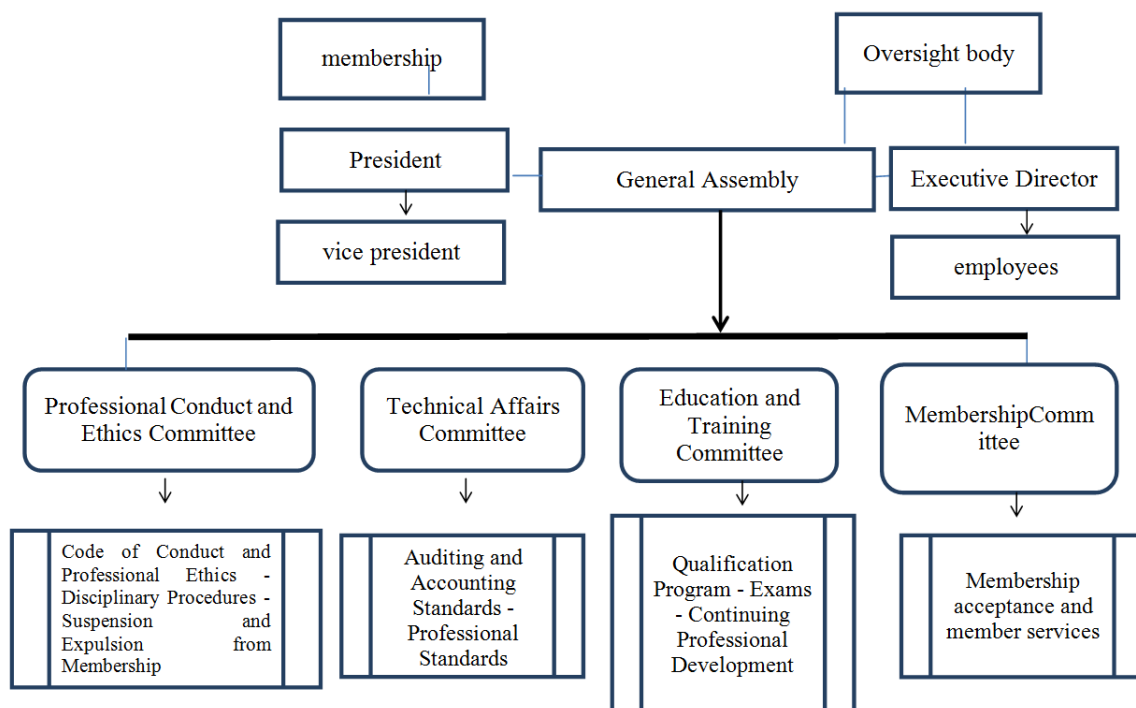 membership
Oversight body
President
General Assembly
Executive Director
vice president
employees
Professional Conduct and
Ethics Committee
Technical Affairs
Committee
Education and
Training
Committee
MembershipComm
ittee
Code of Conduct and
Professional Ethics -
Disciplinary Procedures -
Suspension and
Expulsion from
Membership
Auditing and
Accounting
Standards -
Professional
Standards
Qualification
Program - Exams
- Continuing
Professional
Development
Membership
acceptance and
member services